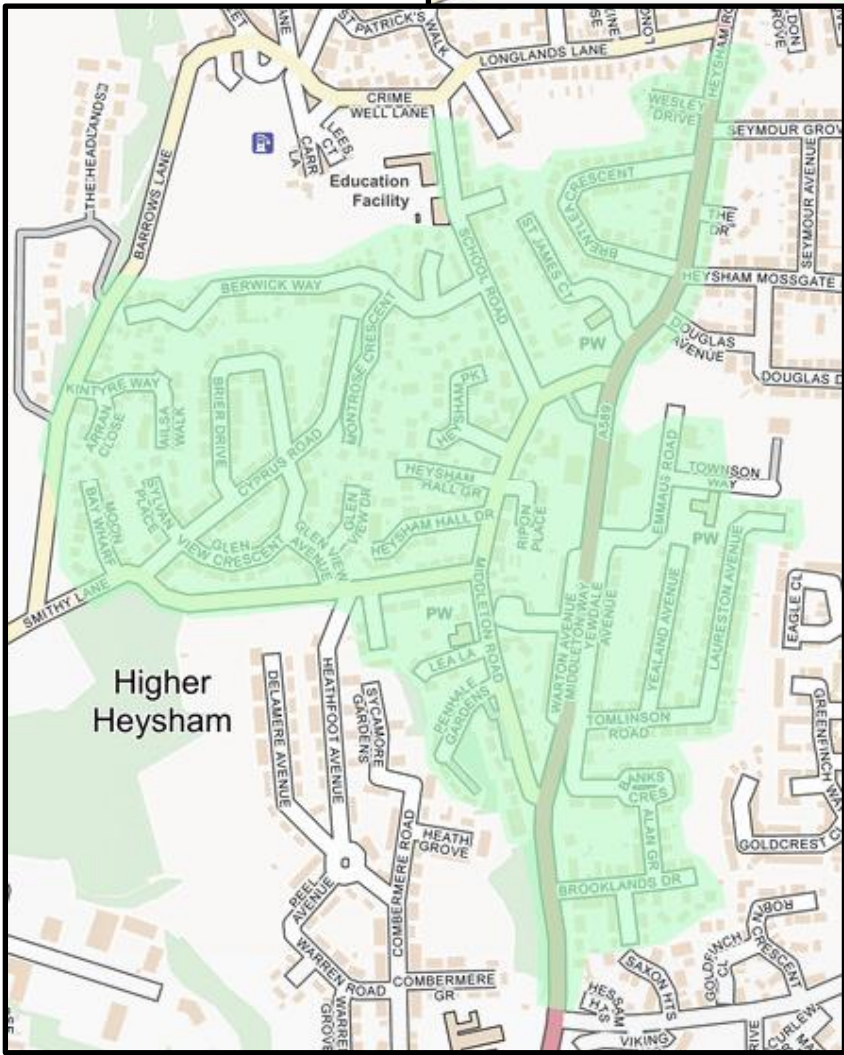 ST PATRICK'S WALK
LONGLANDS LANE
HEYSHAM RO
GROVE
CRIME
WELL LANE
LEES
CT
CARR
LA
THE HEADLANDS
BARROWS LANE
Education
Facility
WESLEY
DRIVE
SEYMOUR GROV
SEYMOUR AVENUE
BRENTLEA CRESCENT
THE
DR
ST JAMES CT
SCHOOL ROAD
BERWICK WAY
HEYSHAM MOSSGATE
PW
DOUGLAS
AVENUE
DOUGLAS D
MONTROSE CRESCENT
KINTYRE WAY
ARRAN
CLOSE
AILSA
WALK
BRIER DRIVE
CYPRUS ROAD
HEYSHAM PK
A589
HEYSHAM
HALL GR
EMMAUS ROAD
TOWNSON
WAY
MOON
BAY WHARF
SYLVAN
PLACE
GLEN
VIEW CRESCENT
GLEN VIEW
AVENUE
GLEN
VIEW DR
HEYSHAM HALL DR
RIPON
PLACE
PW
SMITHY LANE
MIDDLETON ROAD
WARTON AVENUE
MIDDLETON WAY
YEWDALE
AVENUE
YEALAND AVENUE
LAURESTON AVENUE
EAGLE CL
PW
LEA LA
PENHALE
GARDENS
TOMLINSON
ROAD
Higher
Heysham
DELAMERE AVENUE
HEATHFOOT AVENUE
SYCAMORE
GARDENS
GREENFINCH WAY
BANKS
CRES
ALAN GR
GOLDCREST CL
HEATH
GROVE
COMBERMERE ROAD
BROOKLANDS DR
PEEL
AVENUE
WARREN ROAD
COMBERMERE
GR
WARRE
GROVE
ROBIN CRESCENT
GOLDFINCH
CL
SAXON HTS
HESSAM
HTS
VIKING
CURLEW